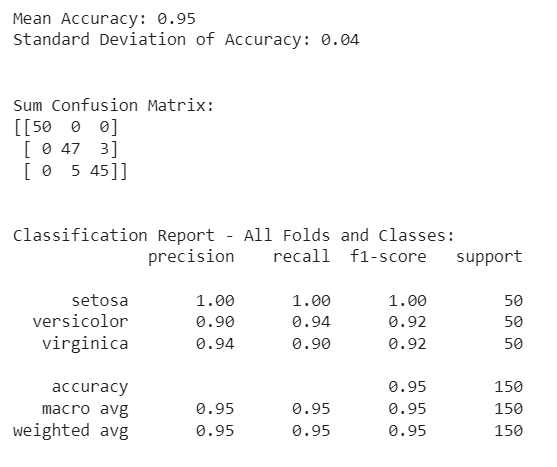 Mean Accuracy: 0.95
Standard Deviation of Accuracy: 0.04
Sum Confusion Matrix:
[[50 0 0]
[ 0 47 3]
[ 0 5 45]]
Classification Report - All Folds and Classes:
precision recall f1-score support
setosa 1.00 1.00 1.00 50
versicolor 0.90 0.94 0.92 50
virginica 0.94 0.90 0.92 50
accuracy 0.95 150
macro avg 0.95 0.95 0.95 150
weighted avg 0.95 0.95 0.95 150